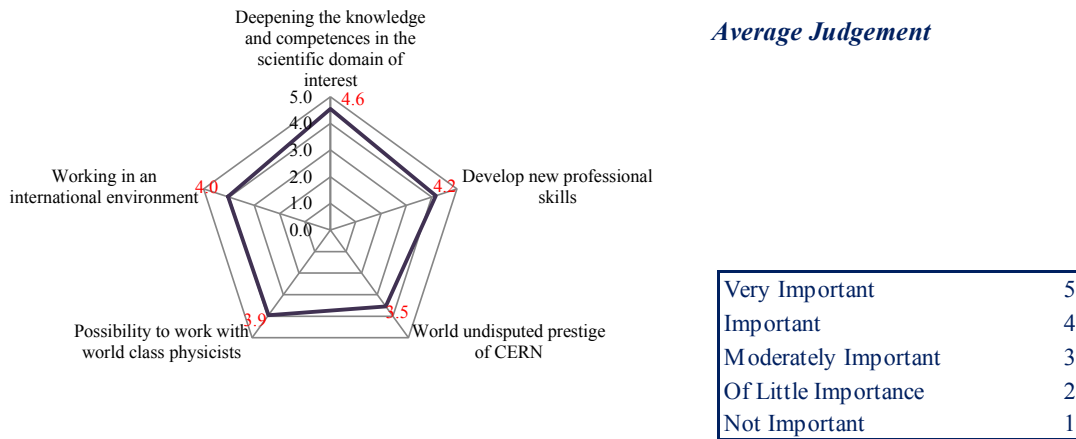 Average Judgement
Deepening the knowledge
and competences in the
scientific domain of
interest
5.0
4.6
4.0
3.0
2.0
1.0
0.0
Working in an
international environment
4.0
4.2
Develop new professional
skills
3.9
3.5
Possibility to work with
world class physicists
World undisputed prestige
of CERN
Very Important 5
Important 4
Moderately Important 3
Of Little Importance 2
Not Important 1